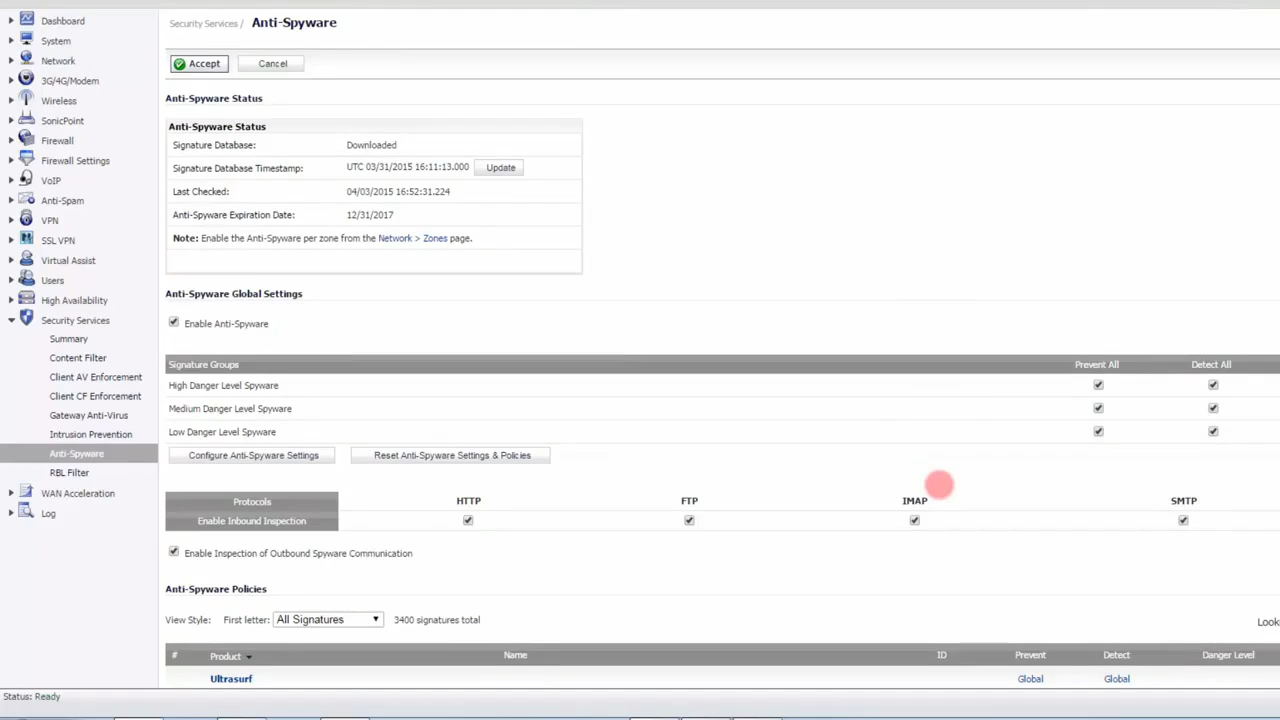 Dashboard
System
Network
3G/4G/Modem
Wireless
SonicPoint
Firewall
Firewall Settings
VoIP
Anti-Spam
VPN
SSL VPN
Virtual Assist
Users
High Availability
Security Services
Summary
Content Filter
Client AV Enforcement
Client CF Enforcement
Gateway Anti-Virus
Intrusion Prevention
Anti-Spyware
RBL Filter
WAN Acceleration
Log
Security Services / Anti-Spyware
Accept Cancel
Anti-Spyware Status
Anti-Spyware Status
Signature Database: Downloaded
Signature Database Timestamp: UTC 03/31/2015 16:11:13.000 Update
Last Checked: 04/03/2015 16:52:31.224
Anti-Spyware Expiration Date: 12/31/2017
Note: Enable the Anti-Spyware per zone from the Network > Zones page.
Anti-Spyware Global Settings
Enable Anti-Spyware
Signature Groups Prevent All Detect All
High Danger Level Spyware
Medium Danger Level Spyware
Low Danger Level Spyware
Configure Anti-Spyware Settings Reset Anti-Spyware Settings & Policies
Protocols HTTP FTP IMAP SMTP
Enable Inbound Inspection
Enable Inspection of Outbound Spyware Communication
Anti-Spyware Policies
View Style: First letter: All Signatures 3400 signatures total Look
# Product Name ID Prevent Detect Danger Level
Ultrasurf Global Global
Status: Ready